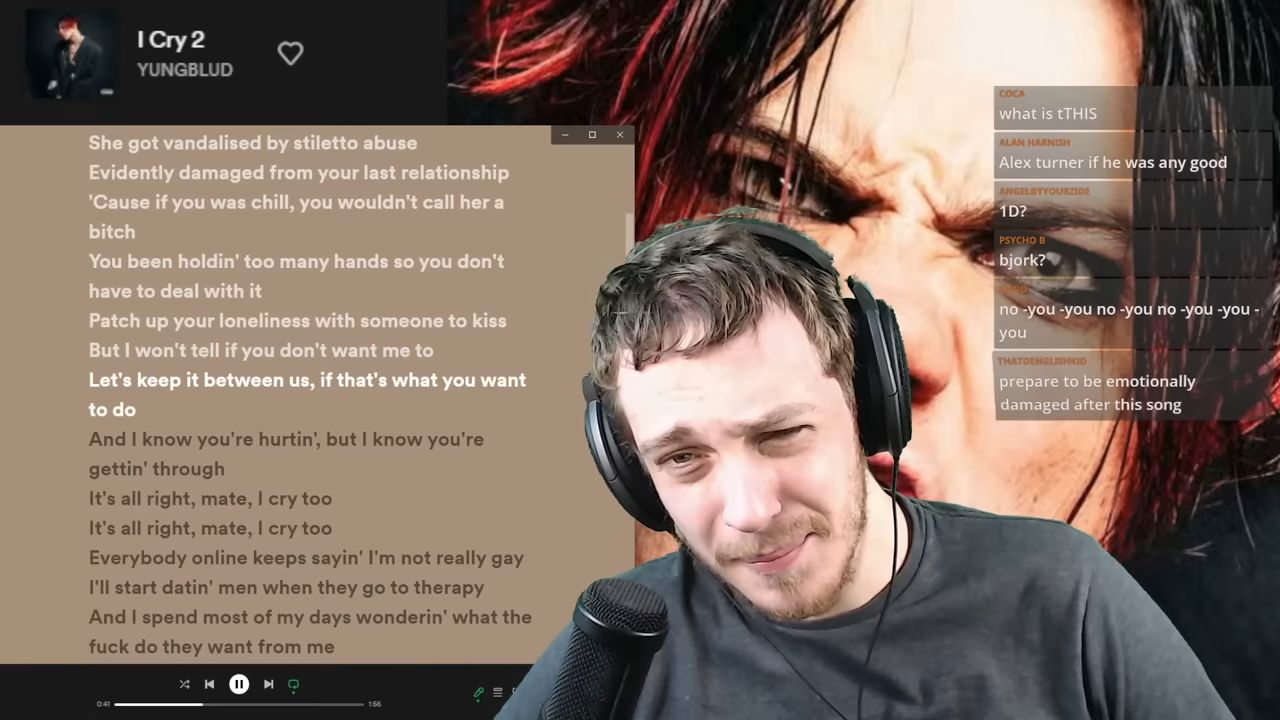 I Cry 2
YUNGBLUD
She got vandalised by stiletto abuse
Evidently damaged from your last relationship
'Cause if you was chill, you wouldn't call her a
bitch
You been holdin' too many hands so you don't
have to deal with it
Patch up your loneliness with someone to kiss
But I won't tell if you don't want me to
Let's keep it between us, if that's what you want
to do
And I know you're hurtin', but I know you're
gettin' through
It's all right, mate, I cry too
It's all right, mate, I cry too
Everybody online keeps sayin' I'm not really gay
I'll start datin' men when they go to therapy
And I spend most of my days wonderin' what the
fuck do they want from me
0:41
1:56
COCA
what is tTHIS
ALAN HARNISH
Alex turner if he was any good
ANGELBYYOURZIDE
1D?
PSYCHO B
bjork?
no -you -you no -you no -you -you -
you
THATDENGLISHKID
prepare to be emotionally
damaged after this song